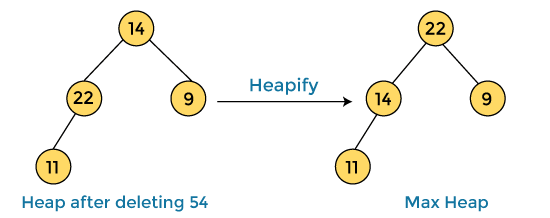 14
22
22
9
Heapify
14
9
11
11
Heap after deleting 54
Max Heap